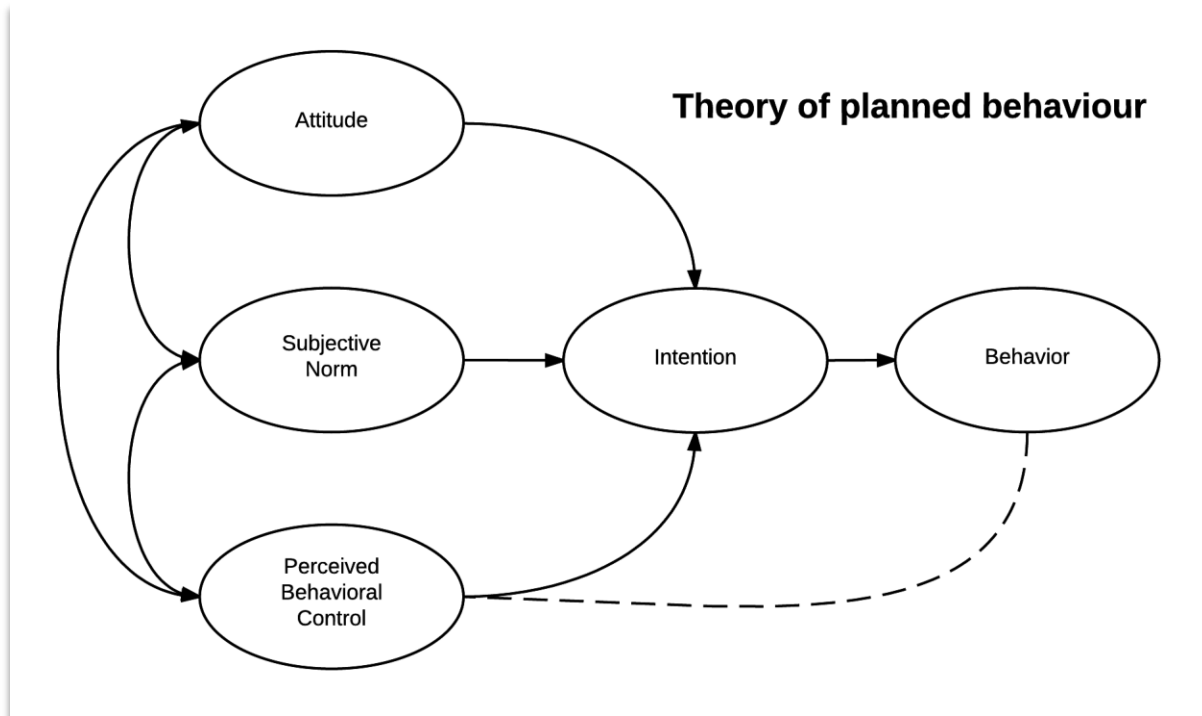 Theory of planned behaviour
Attitude
Subjective
Norm
Intention
Behavior
Perceived
Behavioral
Control